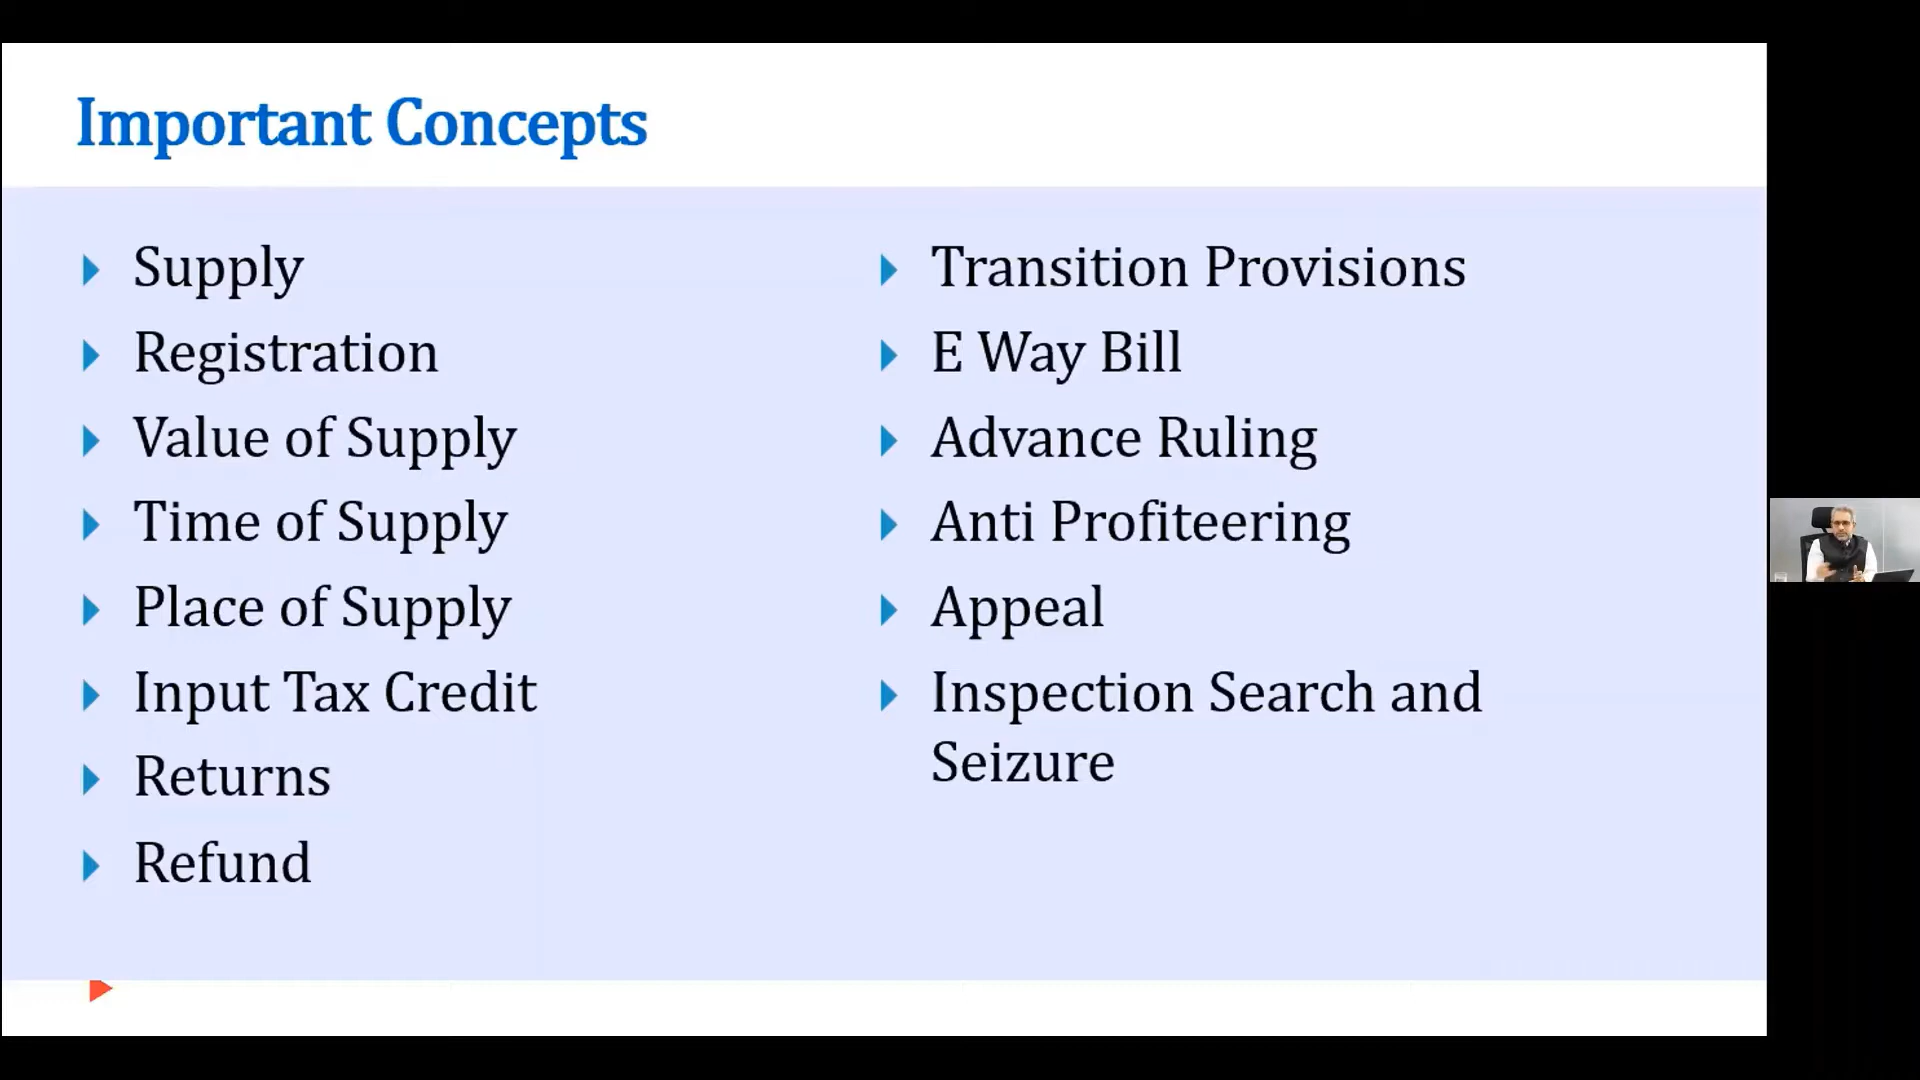 Important Concepts
Supply
Registration
Value of Supply
Time of Supply
Place of Supply
Input Tax Credit
Returns
Refund
Transition Provisions
E Way Bill
Advance Ruling
Anti Profiteering
Appeal
Inspection Search and
Seizure